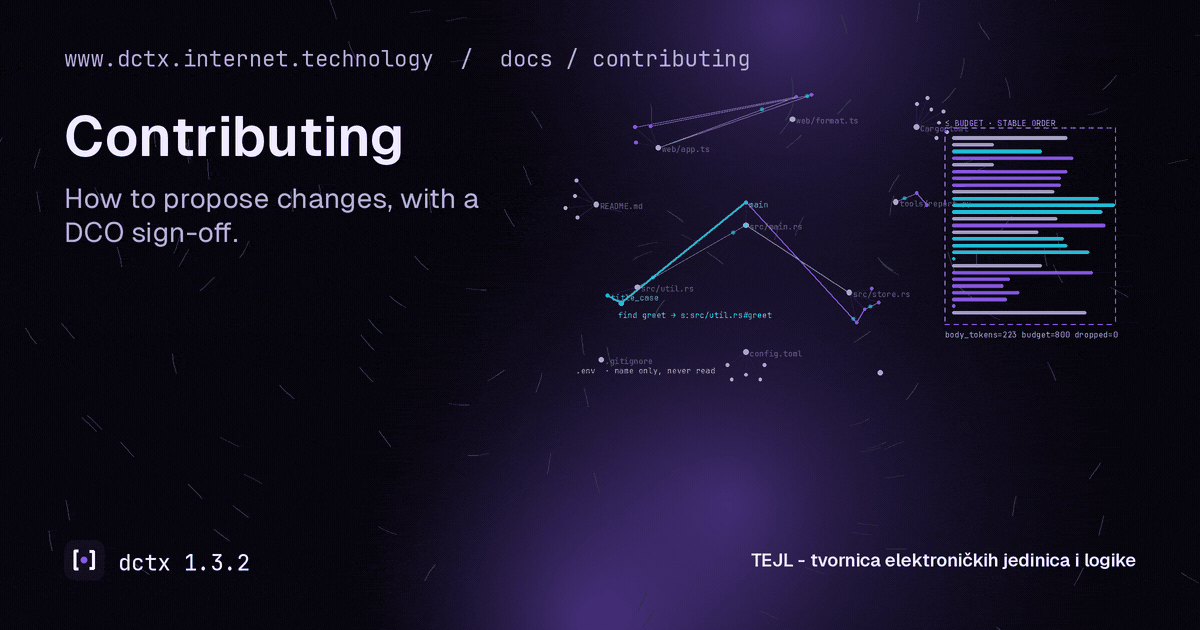 www.dctx.internet.technology / docs / contributing
Contributing
How to propose changes, with a
DCO sign-off.
web/format.ts
web/app.ts
≤ BUDGET · STABLE ORDER
README.md
main
src/main.rs
src/util.rs
title_case
find greet → s:src/util.rs#greet
src/store.rs
.gitignore
.env · name only, never read
config.toml
body_tokens=223 budget=800 dropped=0
dctx 1.3.2
TEJL - tvornica elektroničkih jedinica i logike